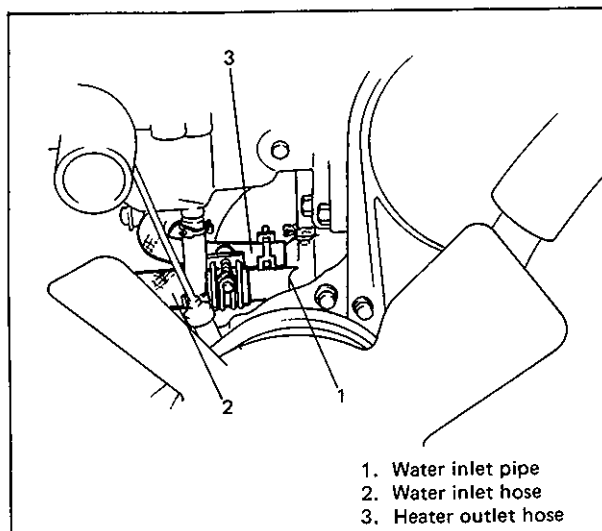 3
2
1
1. Water inlet pipe
2. Water inlet hose
3. Heater outlet hose